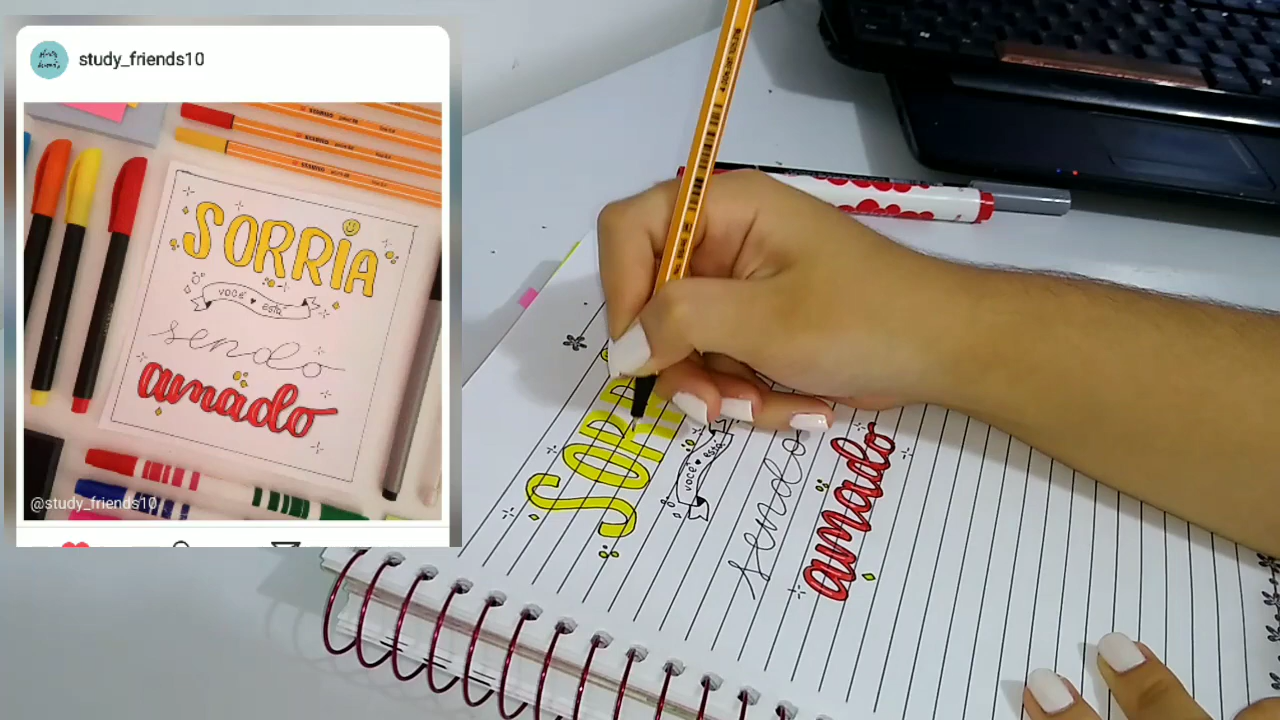 study_friends10
SORRIA
você está
sendo
amado
@study_friends10
SOR
você está
sendo
amado